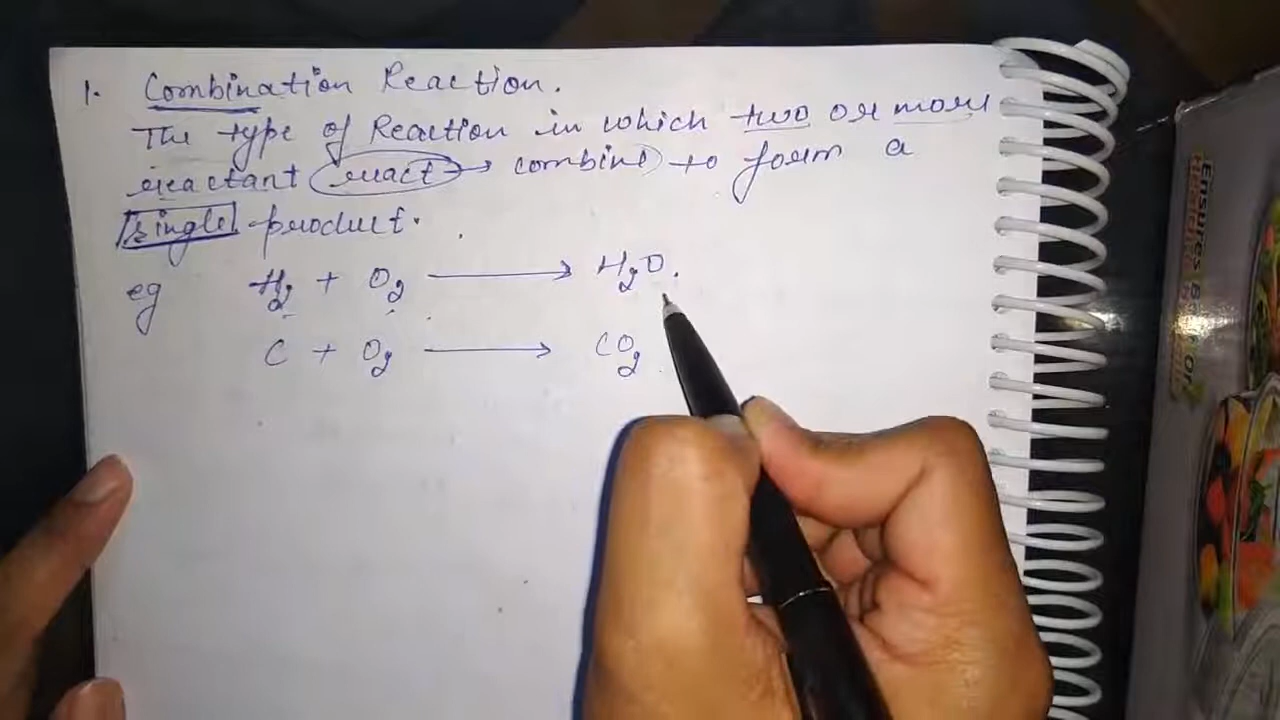 1. Combination Reaction.
The type of Reaction in which two or more
reactant react → combine to form a
single product.
eg H₂ + O₂ → H₂O.
C + O₂ → CO₂
Ensures